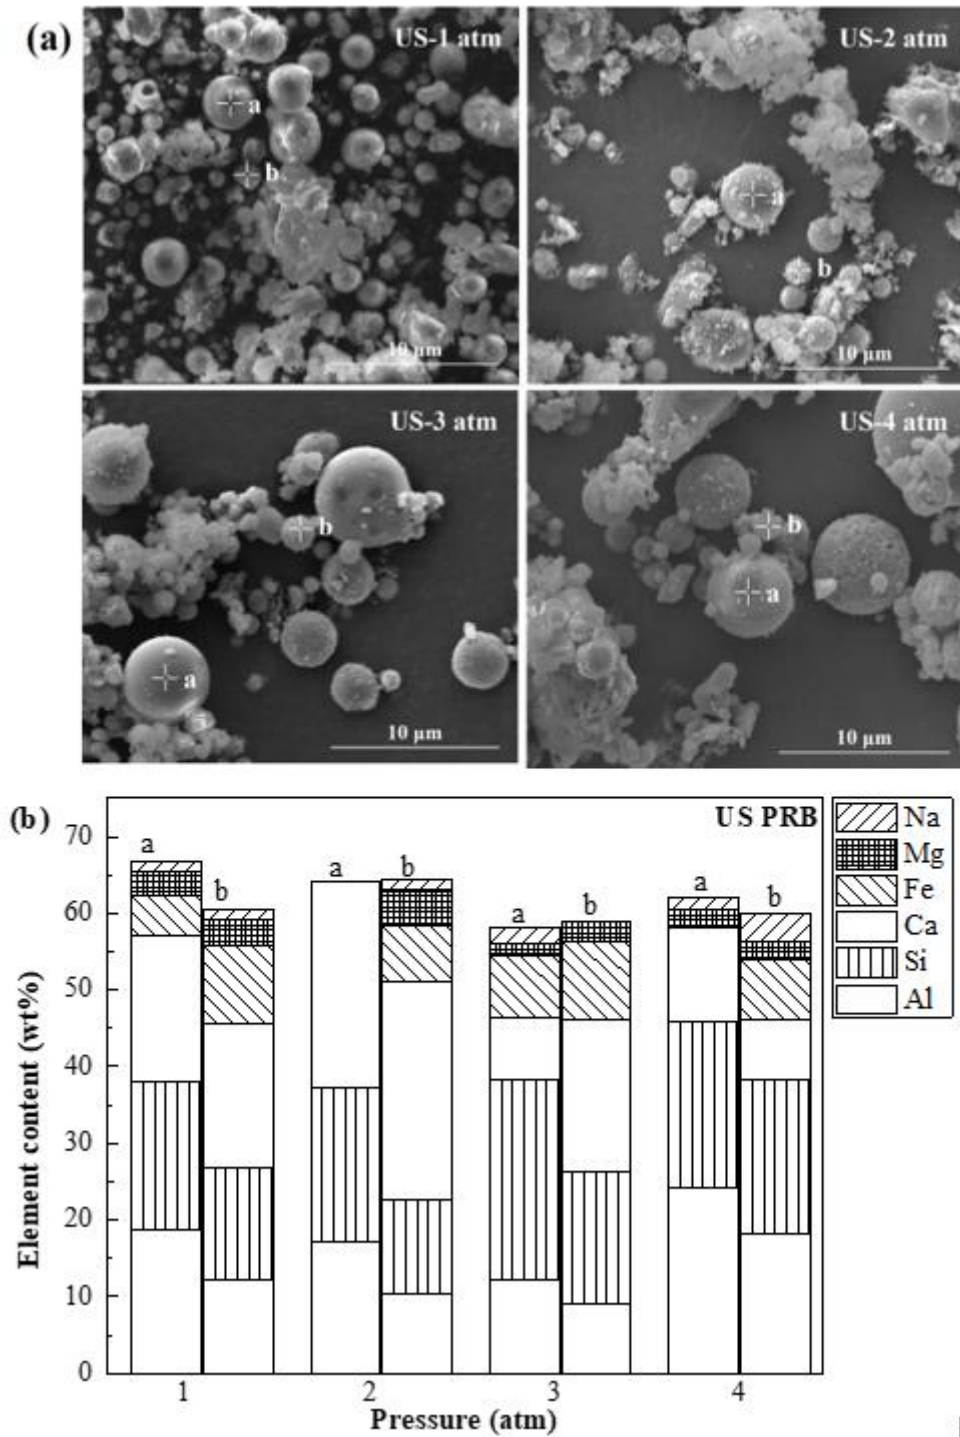 (a)
US-1 atm
a
b
10 µm
US-2 atm
a
b
10 µm
US-3 atm
b
a
10 µm
US-4 atm
b
a
10 µm
(b)
US PRB
Na
Mg
Fe
Ca
Si
Al
Element content (wt%)
70
60
50
40
30
20
10
0
a
b
a
b
a
b
a
b
1
2
3
4
Pressure (atm)